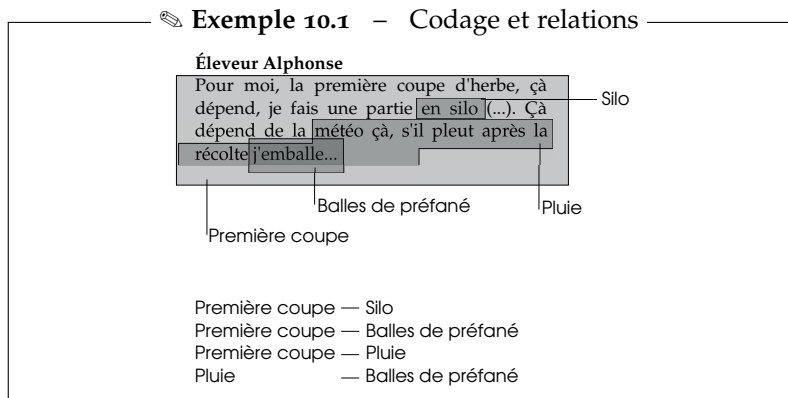 ✎ Exemple 10.1 – Codage et relations
Éleveur Alphonse
Pour moi, la première coupe d'herbe, çà
dépend, je fais une partie en silo (...). Çà
dépend de la météo çà, s'il pleut après la
récolte j'emballe...
Silo
Balles de préfané
Pluie
Première coupe
Première coupe — Silo
Première coupe — Balles de préfané
Première coupe — Pluie
Pluie — Balles de préfané